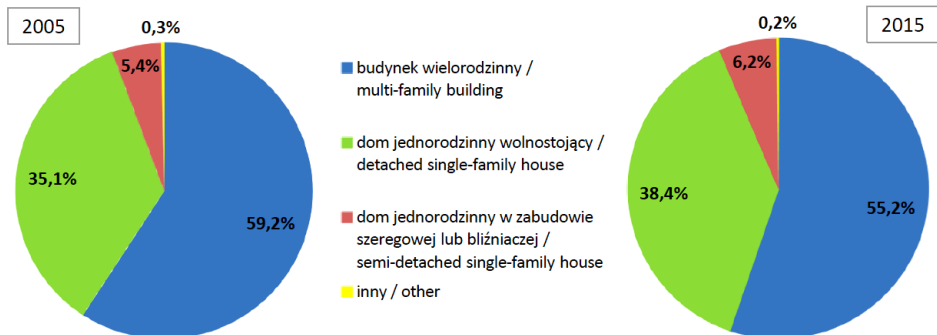 2005
0,3%
5,4%
35,1%
59,2%
budynek wielorodzinny /
multi-family building
dom jednorodzinny wolnostojący /
detached single-family house
dom jednorodzinny w zabudowie
szeregowej lub bliźniaczej /
semi-detached single-family house
inny / other
2015
0,2%
6,2%
38,4%
55,2%